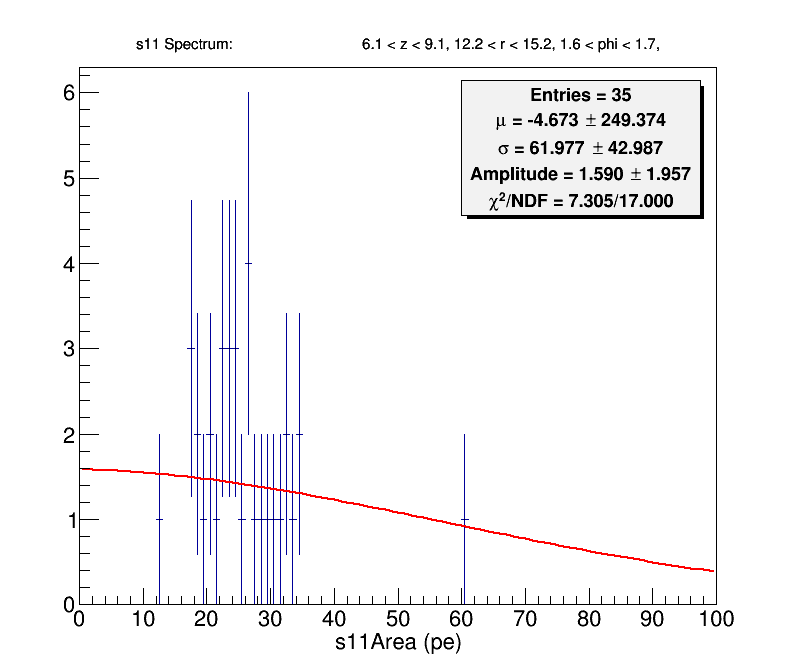 s11 Spectrum: 6.1 < z < 9.1, 12.2 < r < 15.2, 1.6 < phi < 1.7,
Entries = 35
μ = -4.673 ± 249.374
σ = 61.977 ± 42.987
Amplitude = 1.590 ± 1.957
χ²/NDF = 7.305/17.000
6
5
4
3
2
1
0
0 10 20 30 40 50 60 70 80 90 100
s11Area (pe)